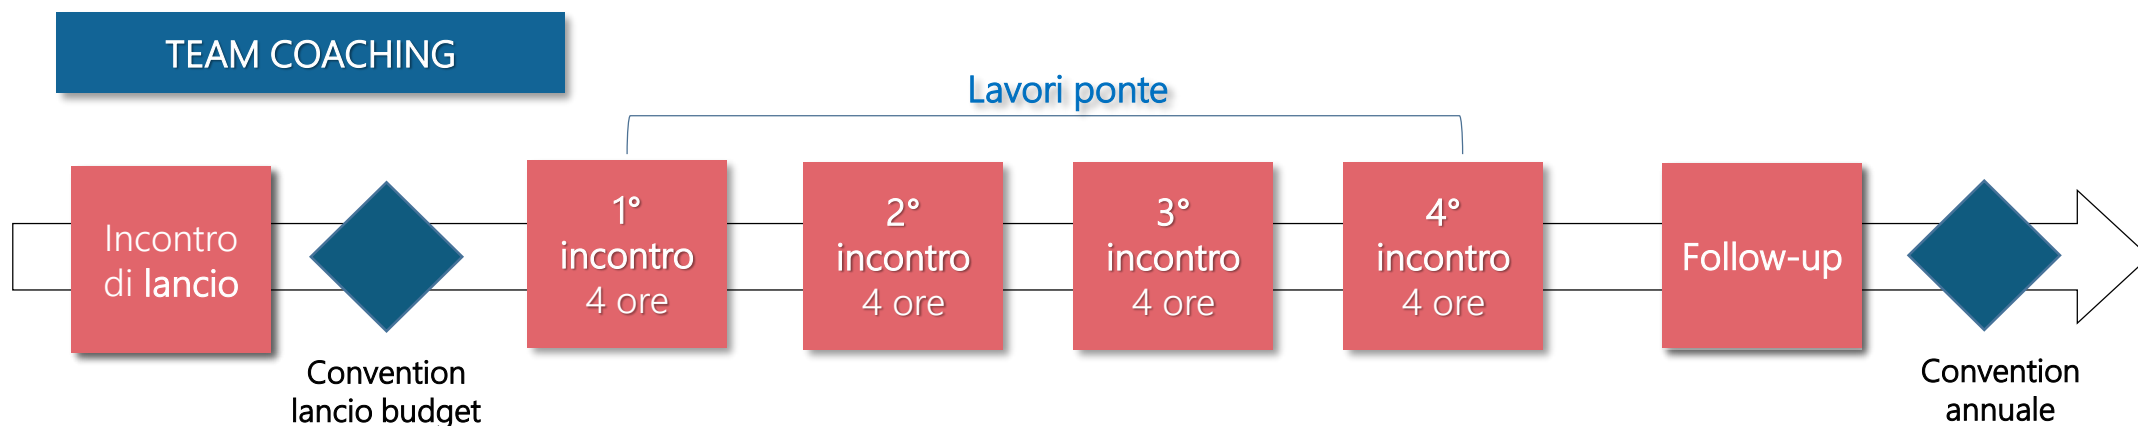 TEAM COACHING
Lavori ponte
Incontro
di lancio
Convention
lancio budget
1°
incontro
4 ore
2°
incontro
4 ore
3°
incontro
4 ore
4°
incontro
4 ore
Follow-up
Convention
annuale